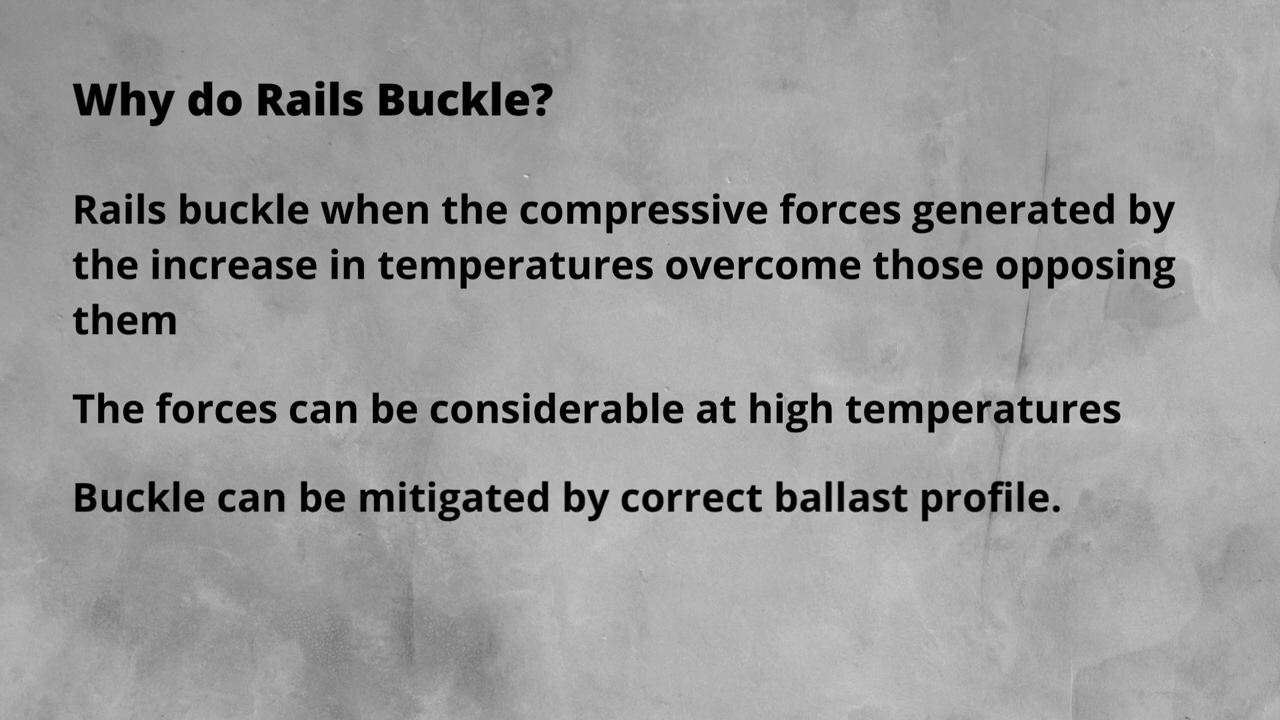 Why do Rails Buckle?
Rails buckle when the compressive forces generated by
the increase in temperatures overcome those opposing
them
The forces can be considerable at high temperatures
Buckle can be mitigated by correct ballast profile.